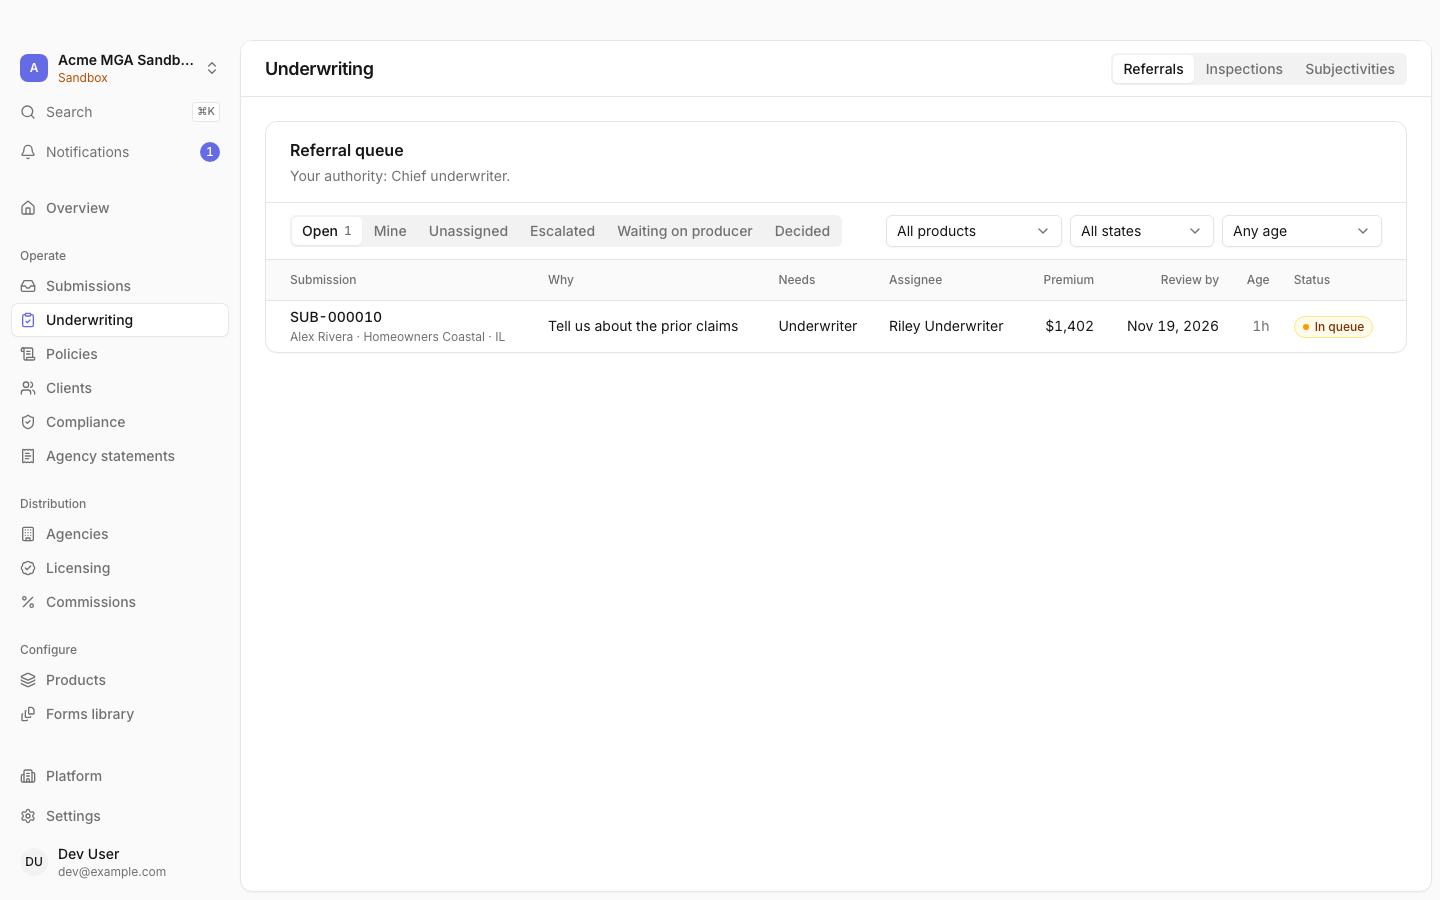 A
Acme MGA Sandb...
Sandbox
Search
⌘K
Notifications
1
Overview
Operate
Submissions
Underwriting
Policies
Clients
Compliance
Agency statements
Distribution
Agencies
Licensing
Commissions
Configure
Products
Forms library
Platform
Settings
DU
Dev User
dev@example.com
Underwriting
Referrals
Inspections
Subjectivities
Referral queue
Your authority: Chief underwriter.
Open 1
Mine
Unassigned
Escalated
Waiting on producer
Decided
All products
All states
Any age
Submission
Why
Needs
Assignee
Premium
Review by
Age
Status
SUB-000010
Alex Rivera · Homeowners Coastal · IL
Tell us about the prior claims
Underwriter
Riley Underwriter
$1,402
Nov 19, 2026
1h
In queue